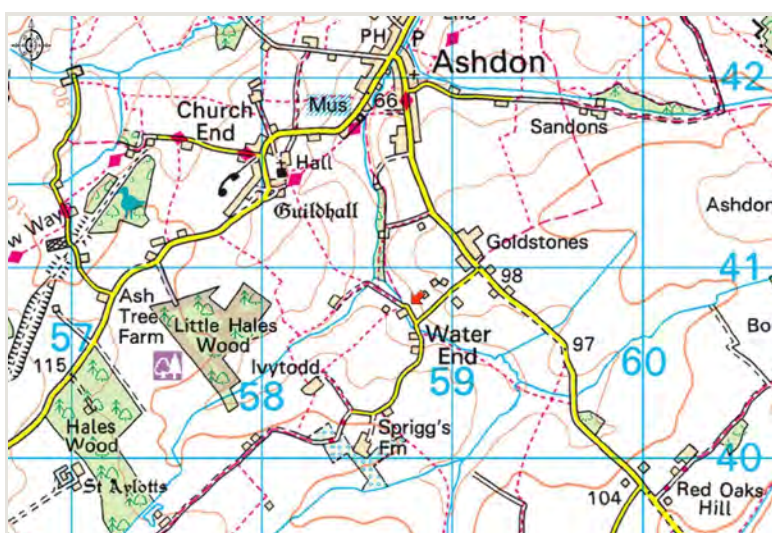 PH
P
Ashdon
42
Church
End
Mus
66
Sandons
Hall
Guildhall
w Way
Ashdon
Goldstones
41
98
Ash
Tree
Farm
57
Little Hales
Wood
Water
End
Bo
97
115
58
Ivytodd
59
60
Hales
Wood
Sprigg's
Fm
40
St Aylotts
104
Red Oaks
Hill